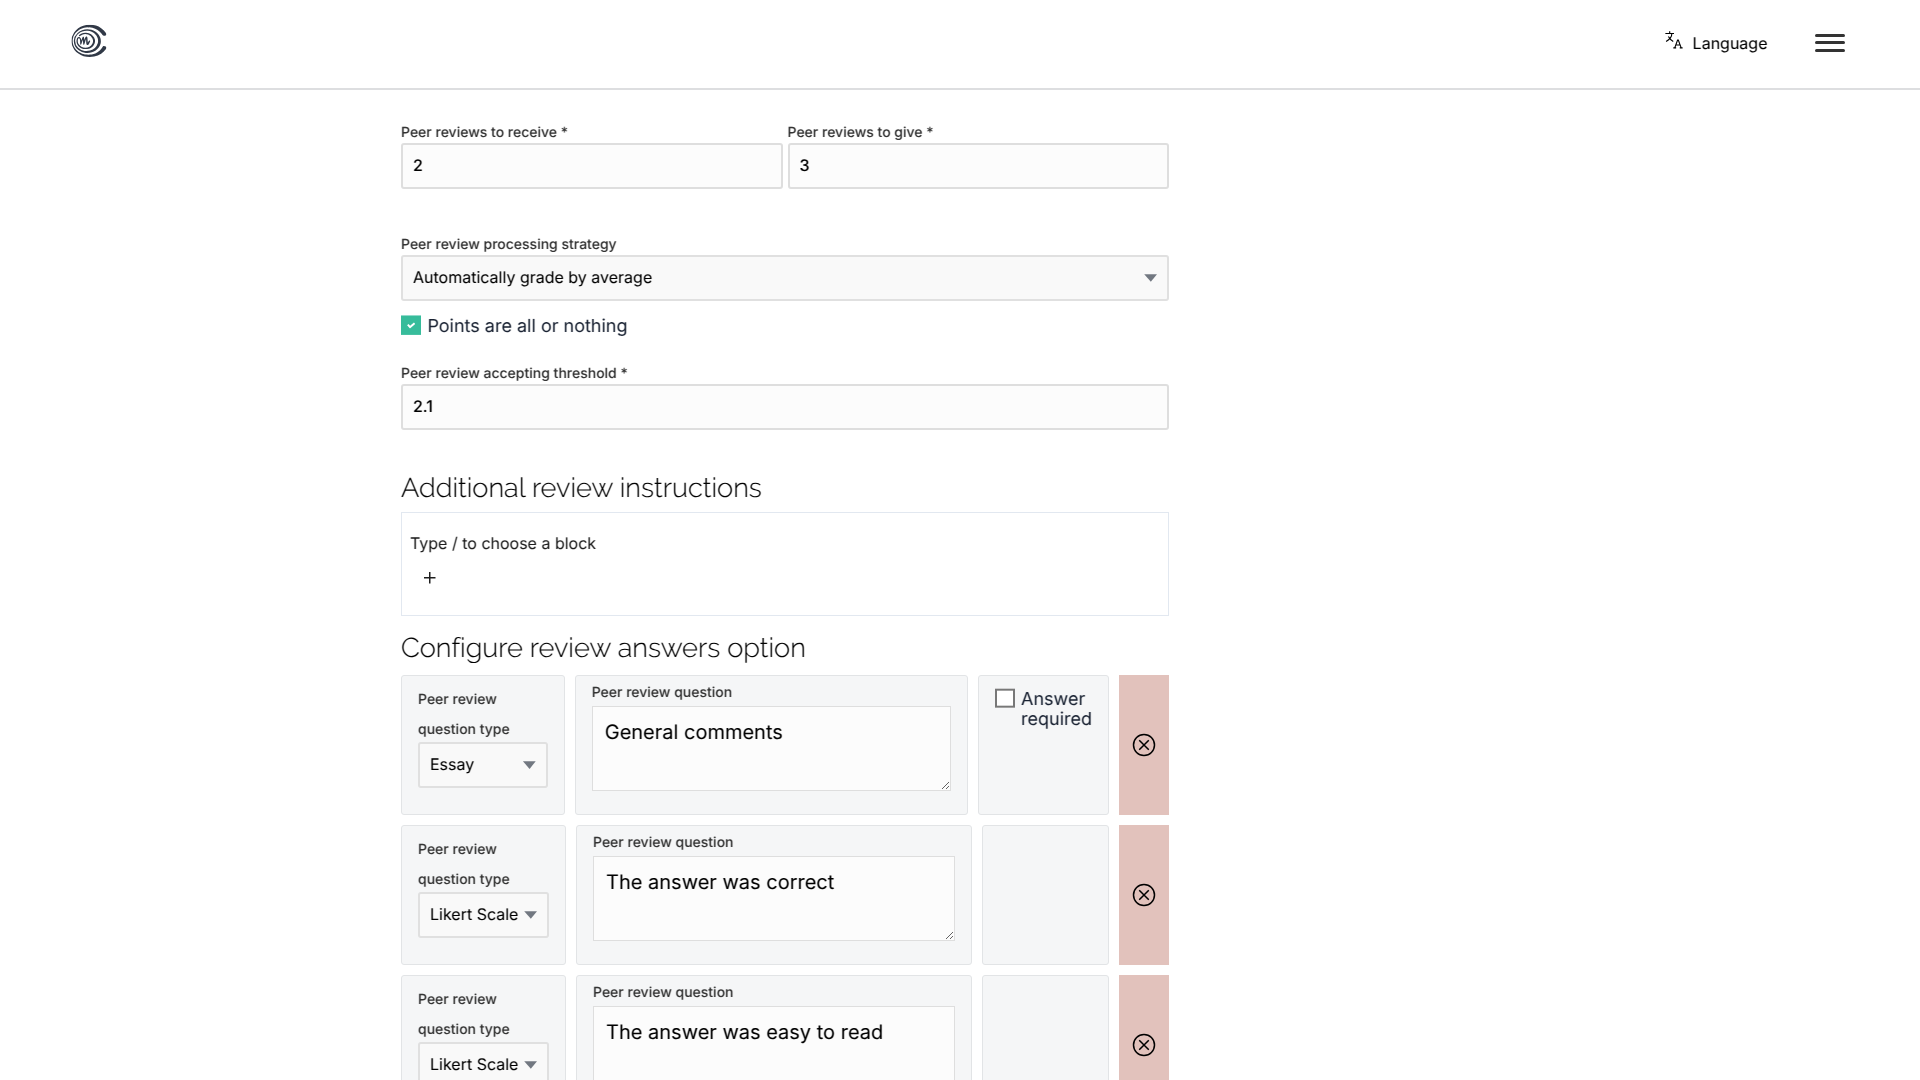 Language
Peer reviews to receive *
Peer reviews to give *
2
3
Peer review processing strategy
Automatically grade by average
Points are all or nothing
Peer review accepting threshold *
2.1
Additional review instructions
Type / to choose a block
+
Configure review answers option
Peer review
question type
Essay
Peer review question
General comments
Answer
required
Peer review
question type
Likert Scale
Peer review question
The answer was correct
Peer review
question type
Likert Scale
Peer review question
The answer was easy to read